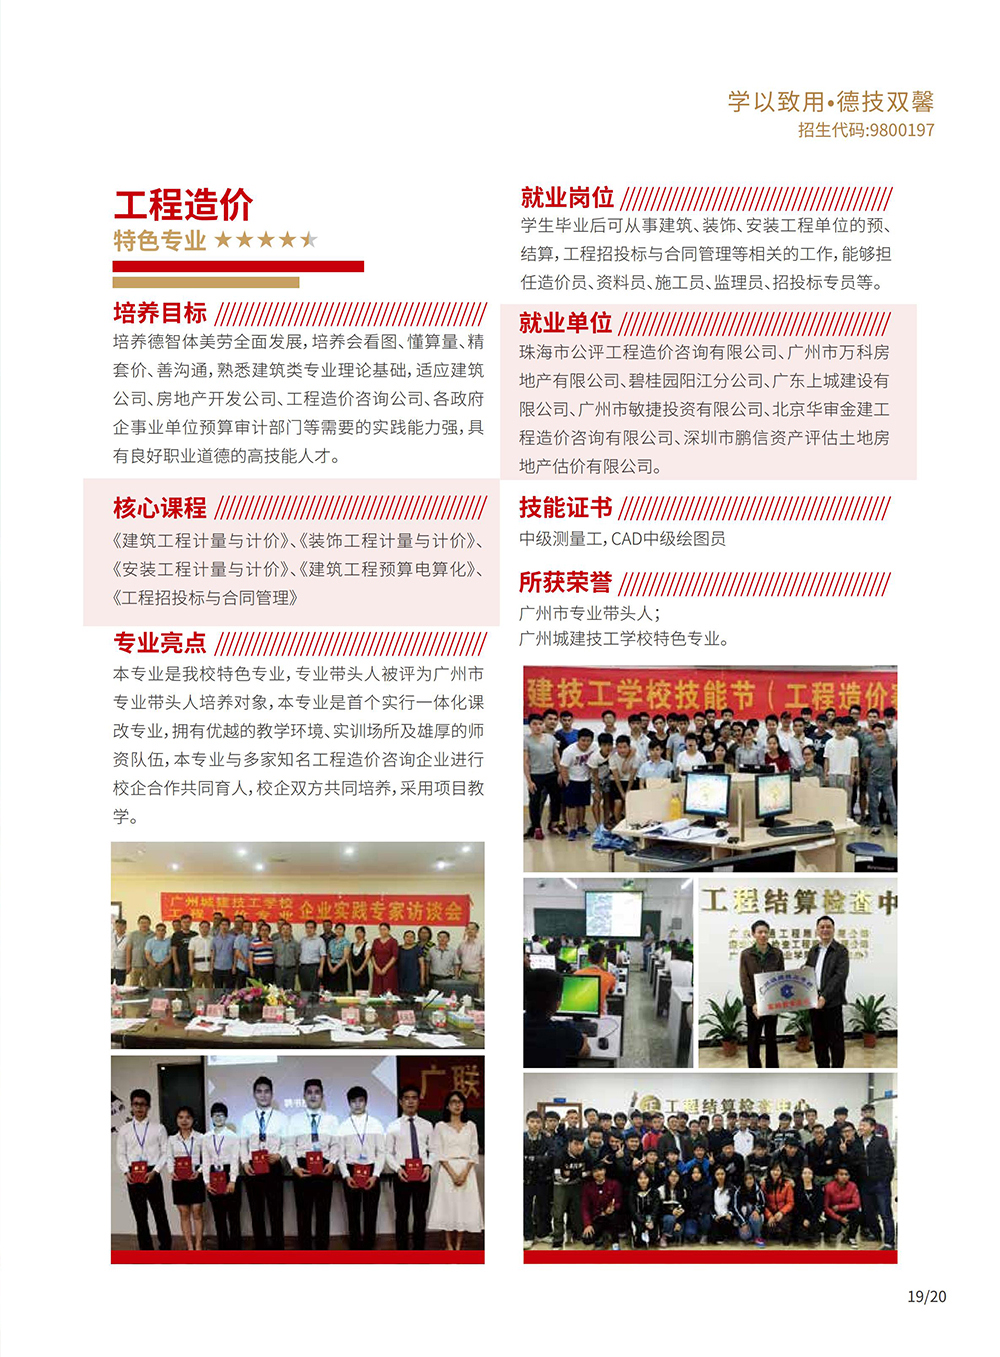 学以致用•德技双馨
招生代码:9800197
工程造价
特色专业
培养目标
培养德智体美劳全面发展,培养会看图、懂算量、精
套价、善沟通,熟悉建筑类专业理论基础,适应建筑
公司、房地产开发公司、工程造价咨询公司、各政府
企事业单位预算审计部门等需要的实践能力强,具
有良好职业道德的高技能人才。
核心课程
《建筑工程计量与计价》、《装饰工程计量与计价》、
《安装工程计量与计价》、《建筑工程预算电算化》、
《工程招投标与合同管理》
专业亮点
本专业是我校特色专业,专业带头人被评为广州市
专业带头人培养对象,本专业是首个实行一体化课
改专业,拥有优越的教学环境、实训场所及雄厚的师
资队伍,本专业与多家知名工程造价咨询企业进行
校企合作共同育人,校企双方共同培养,采用项目教
学。
广州城建技工学校
企业实践专家访谈会
广联
就业岗位
学生毕业后可从事建筑、装饰、安装工程单位的预、
结算,工程招投标与合同管理等相关的工作,能够担
任造价员、资料员、施工员、监理员、招投标专员等。
就业单位
珠海市公评工程造价咨询有限公司、广州市万科房
地产有限公司、碧桂园阳江分公司、广东上城建设有
限公司、广州市敏捷投资有限公司、北京华审金建工
程造价咨询有限公司、深圳市鹏信资产评估土地房
地产估价有限公司。
技能证书
中级测量工,CAD中级绘图员
所获荣誉
广州市专业带头人;
广州城建技工学校特色专业。
建技工学校技能节(工程造价赛
工程结算检查中
工程结算检查中心
19/20